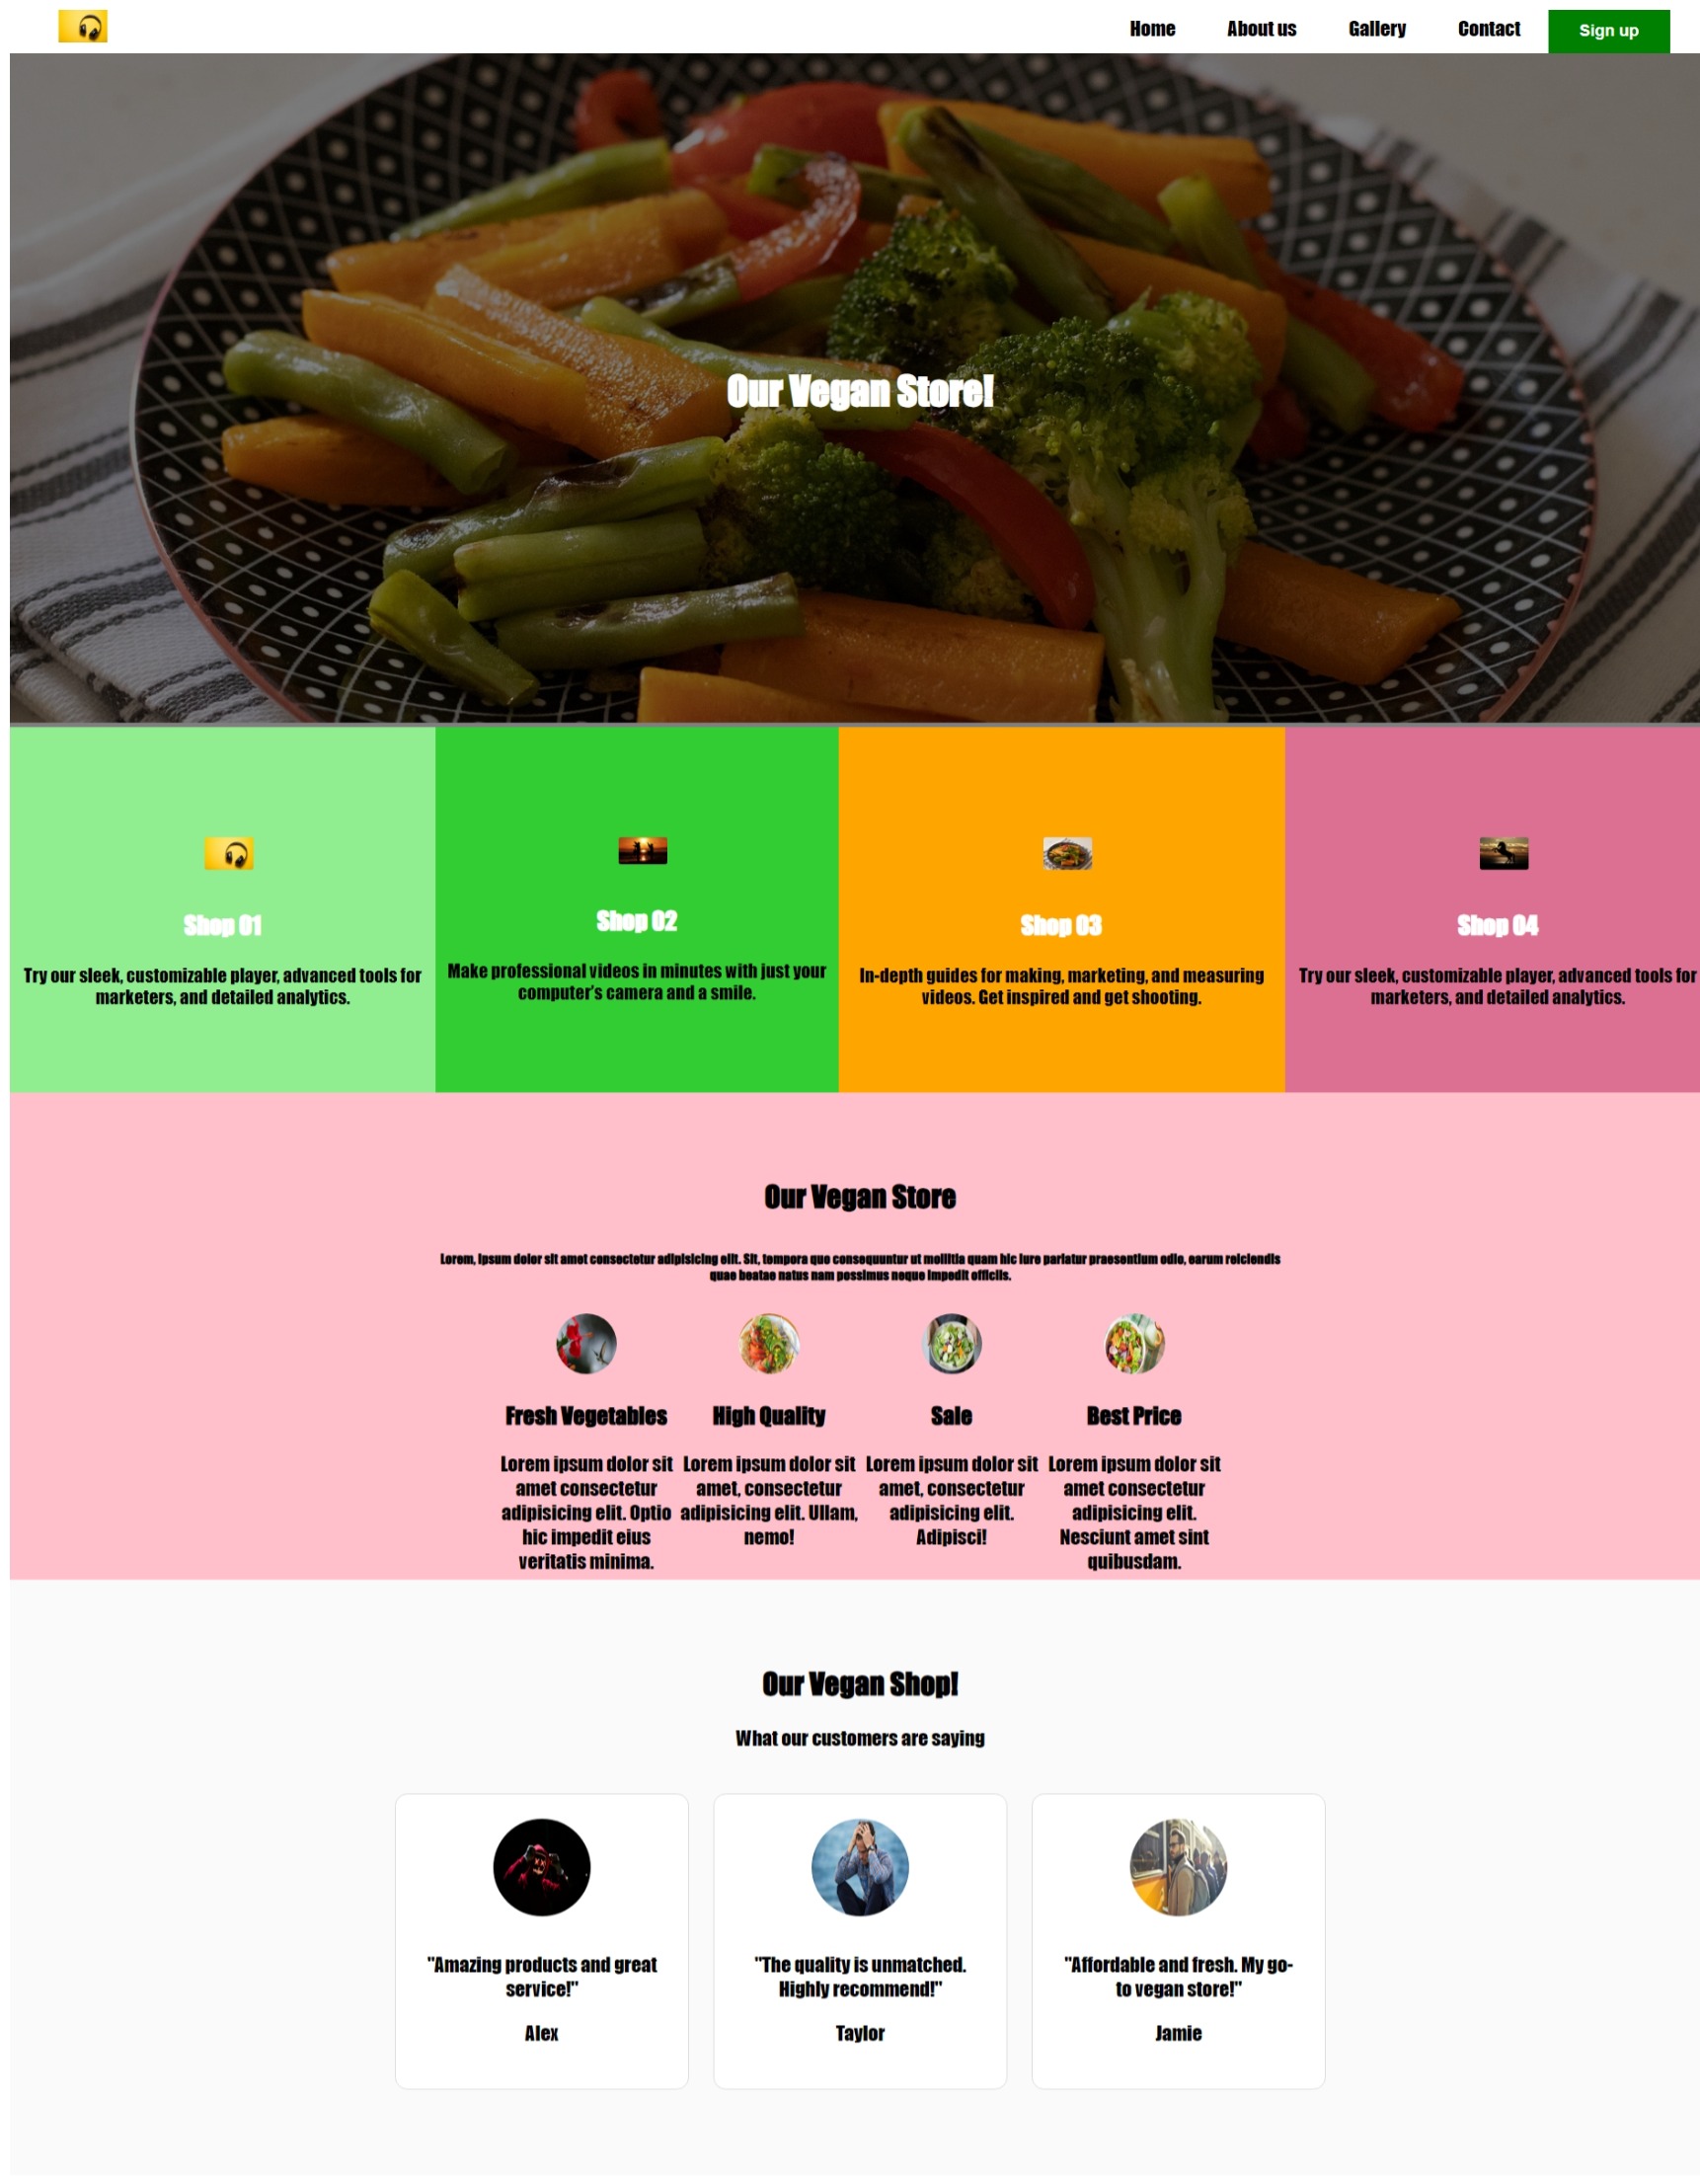 Home About us Gallery Contact Sign up
Our Vegan Store!
Shop 01
Try our sleek, customizable player, advanced tools for
marketers, and detailed analytics.
Shop 02
Make professional videos in minutes with just your
computer's camera and a smile.
Shop 03
In-depth guides for making, marketing, and measuring
videos. Get inspired and get shooting.
Shop 04
Try our sleek, customizable player, advanced tools for
marketers, and detailed analytics.
Our Vegan Store
Lorem, ipsum dolor sit amet consectetur adipisicing elit. Sit, tempora quo consequuntur ut mollitia quam hic iure pariatur praesentium odio, earum reiciendis
quae beatae natus nam possimus neque impedit officiis.
Fresh Vegetables
Lorem ipsum dolor sit
amet consectetur
adipisicing elit. Optio
hic impedit eius
veritatis minima.
High Quality
Lorem ipsum dolor sit
amet, consectetur
adipisicing elit. Ullam,
nemo!
Sale
Lorem ipsum dolor sit
amet, consectetur
adipisicing elit.
Adipisci!
Best Price
Lorem ipsum dolor sit
amet consectetur
adipisicing elit.
Nesciunt amet sint
quibusdam.
Our Vegan Shop!
What our customers are saying
"Amazing products and great
service!"
Alex
"The quality is unmatched.
Highly recommend!"
Taylor
"Affordable and fresh. My go-
to vegan store!"
Jamie